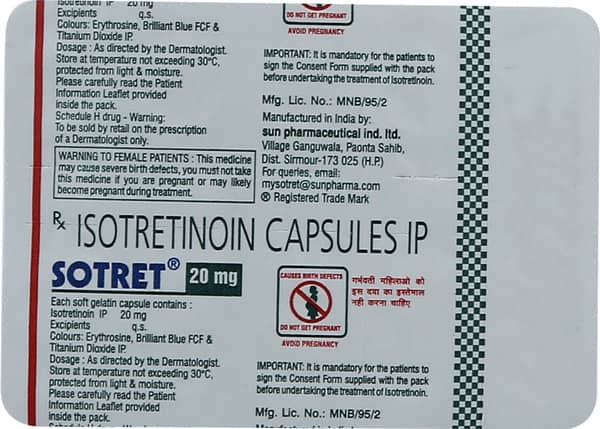 Isotretinoin IP 20 mg
Excipients q.s.
Colours: Erythrosine, Brilliant Blue FCF &
Titanium Dioxide IP.
Dosage : As directed by the Dermatologist.
Store at temperature not exceeding 30°C,
protected from light & moisture.
Please carefully read the Patient
Information Leaflet provided
inside the pack.
Schedule H drug - Warning:
To be sold by retail on the prescription
of a Dermatologist only.
WARNING TO FEMALE PATIENTS : This medicine
may cause severe birth defects, you must not take
this medicine if you are pregnant or may likely
become pregnant during treatment.
DO NOT GET PREGNANT
AVOID PREGNANCY
IMPORTANT: It is mandatory for the patients to
sign the Consent Form supplied with the pack
before undertaking the treatment of Isotretinoin.
Mfg. Lic. No.: MNB/95/2
Manufactured in India by:
sun pharmaceutical ind. ltd.
Village Ganguwala, Paonta Sahib,
Dist. Sirmour-173 025 (H.P.)
For queries, email:
mysotret@sunpharma.com
® Registered Trade Mark
Rx ISOTRETINOIN CAPSULES IP
SOTRET® 20 mg
Each soft gelatin capsule contains :
Isotretinoin IP 20 mg
Excipients q.s.
Colours: Erythrosine, Brilliant Blue FCF &
Titanium Dioxide IP.
Dosage : As directed by the Dermatologist.
Store at temperature not exceeding 30°C,
protected from light & moisture.
Please carefully read the Patient
Information Leaflet provided
inside the pack.
CAUSES BIRTH DEFECTS
DO NOT GET PREGNANT
AVOID PREGNANCY
गर्भवती महिलाओ को
इस दवा का इस्तेमाल
नही करना चाहिए
IMPORTANT: It is mandatory for the patients to
sign the Consent Form supplied with the pack
before undertaking the treatment of Isotretinoin.
Mfg. Lic. No.: MNB/95/2